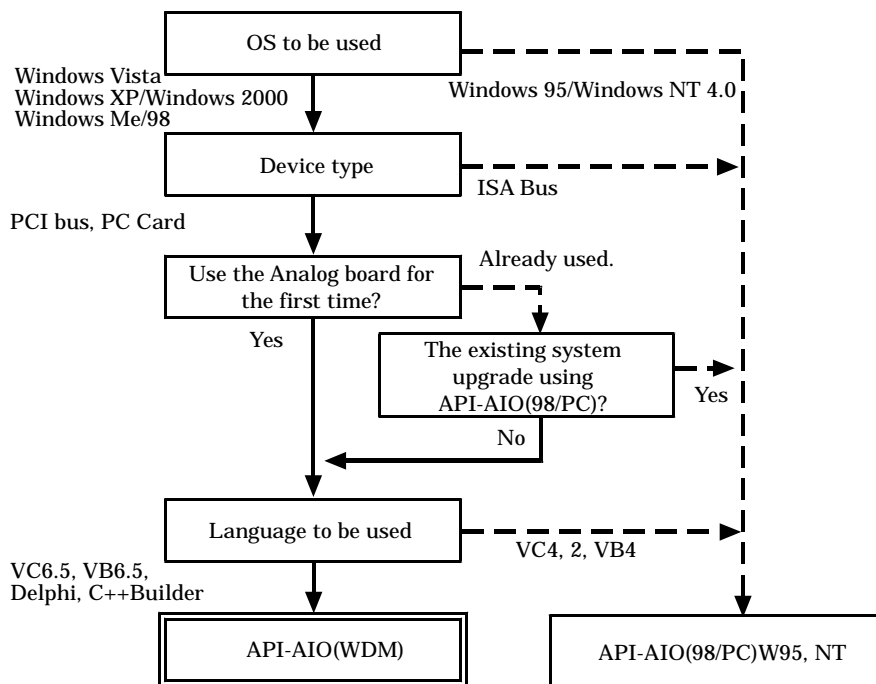 OS to be used
Windows Vista
Windows XP/Windows 2000
Windows Me/98
Windows 95/Windows NT 4.0
Device type
ISA Bus
PCI bus, PC Card
Use the Analog board for
the first time?
Already used.
Yes
The existing system
upgrade using
API-AIO(98/PC)?
Yes
No
Language to be used
VC4, 2, VB4
VC6.5, VB6.5,
Delphi, C++Builder
API-AIO(WDM)
API-AIO(98/PC)W95, NT